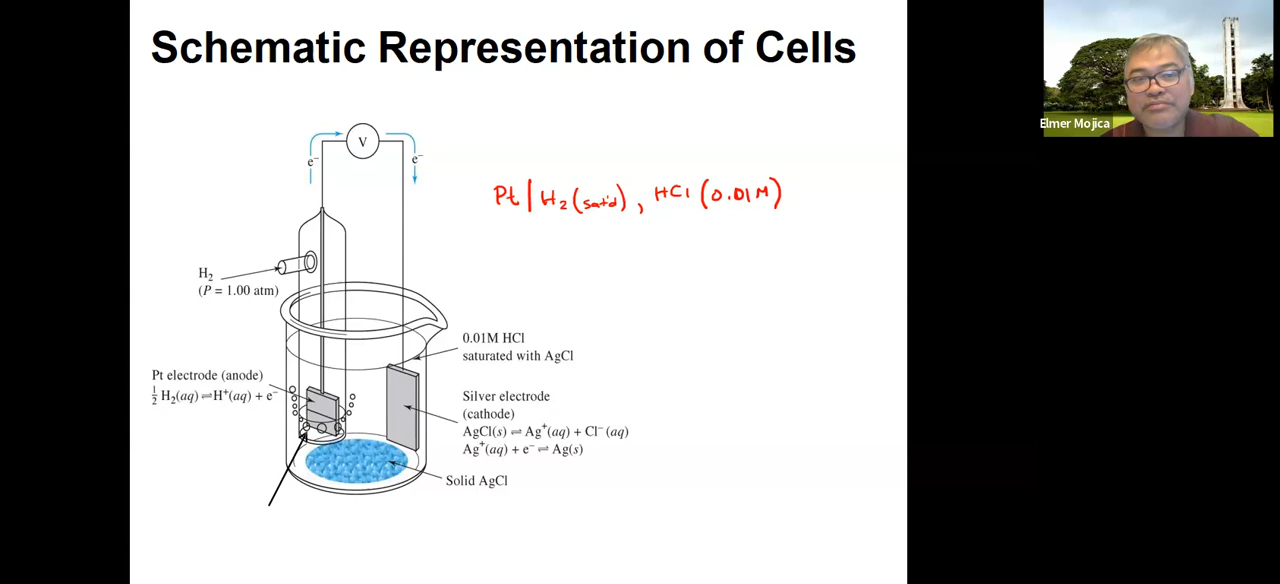 Schematic Representation of Cells
Elmer Mojica
V
e⁻
e⁻
Pt | H₂(sat'd), HCl (0.01M)
H₂
(P = 1.00 atm)
0.01M HCl
saturated with AgCl
Pt electrode (anode)
½ H₂(aq) ⇌ H⁺(aq) + e⁻
Silver electrode
(cathode)
AgCl(s) ⇌ Ag⁺(aq) + Cl⁻(aq)
Ag⁺(aq) + e⁻ ⇌ Ag(s)
Solid AgCl